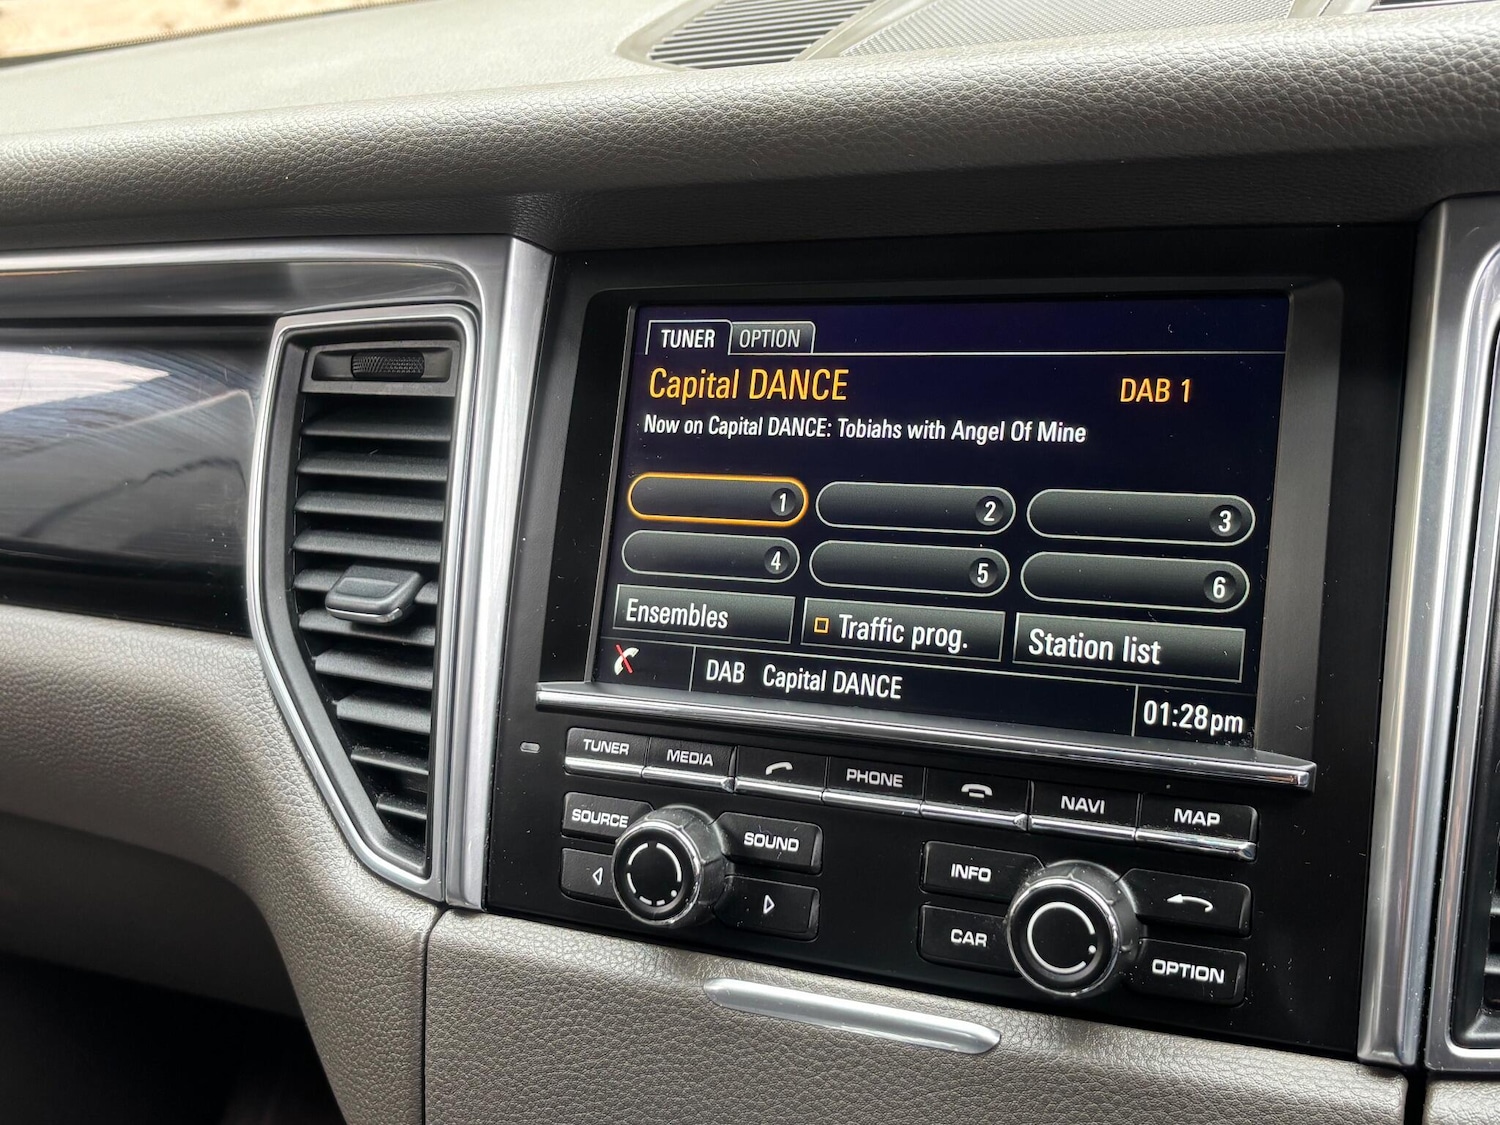 TUNER OPTION
Capital DANCE DAB 1
Now on Capital DANCE: Tobiahs with Angel Of Mine
1 2 3
4 5 6
Ensembles Traffic prog. Station list
DAB Capital DANCE 01:28pm
TUNER MEDIA PHONE NAVI MAP
SOURCE SOUND INFO
CAR OPTION